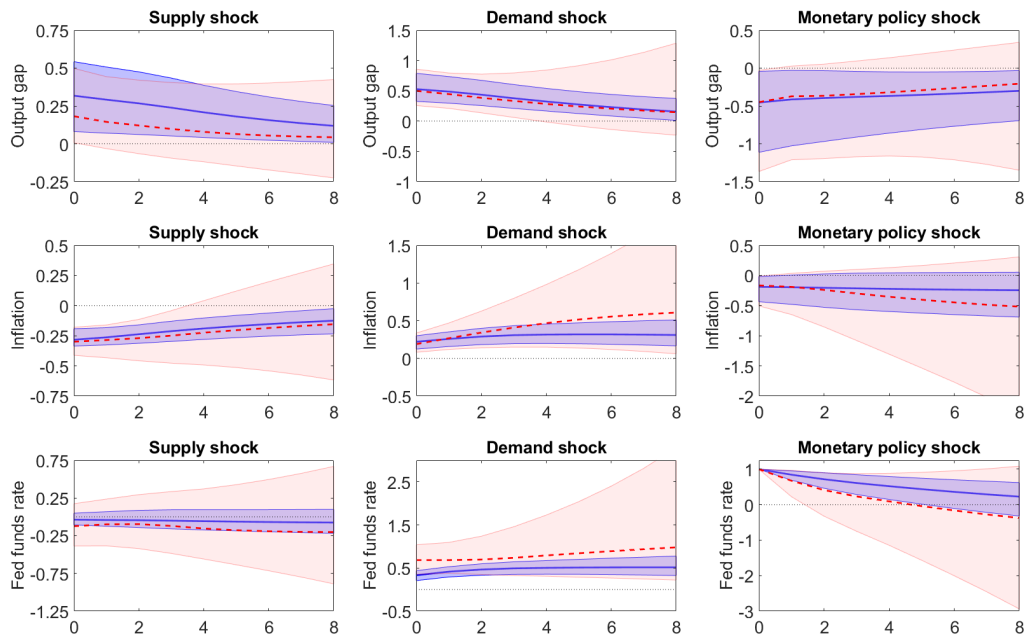 Supply shock
Output gap
0.75
0.5
0.25
0
-0.25
0 2 4 6 8
Demand shock
Output gap
1.5
1
0.5
0
-0.5
-1
0 2 4 6 8
Monetary policy shock
Output gap
0.5
0
-0.5
-1
-1.5
0 2 4 6 8
Supply shock
Inflation
0.5
0.25
0
-0.25
-0.5
-0.75
0 2 4 6 8
Demand shock
Inflation
1.5
1
0.5
0
-0.5
0 2 4 6 8
Monetary policy shock
Inflation
0.5
0
-0.5
-1
-1.5
-2
0 2 4 6 8
Supply shock
Fed funds rate
0.75
0.25
-0.25
-0.75
-1.25
0 2 4 6 8
Demand shock
Fed funds rate
2.5
1.5
0.5
-0.5
0 2 4 6 8
Monetary policy shock
Fed funds rate
1
0
-1
-2
-3
0 2 4 6 8